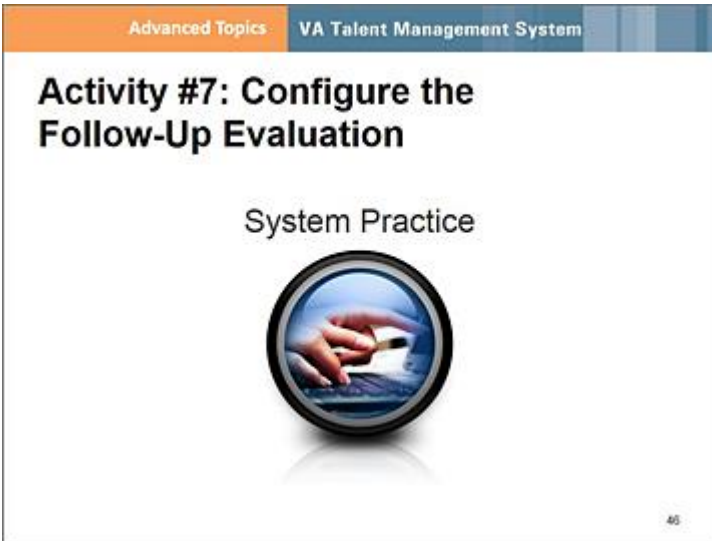 Advanced Topics VA Talent Management System
Activity #7: Configure the
Follow-Up Evaluation
System Practice
46